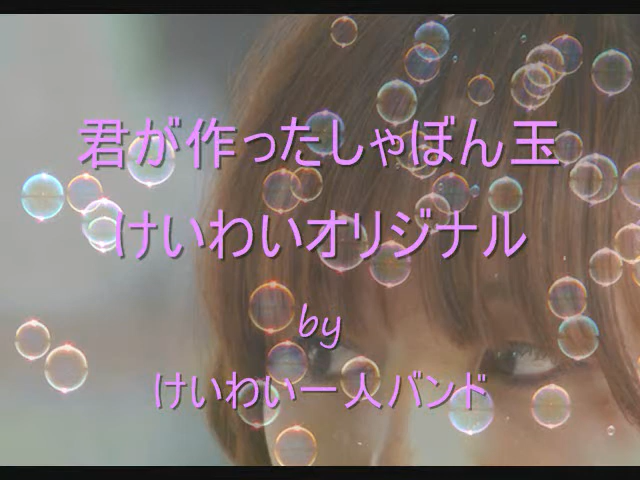 君が作ったしゃぼん玉
けいわいオリジナル
by
けいわい一人バンド